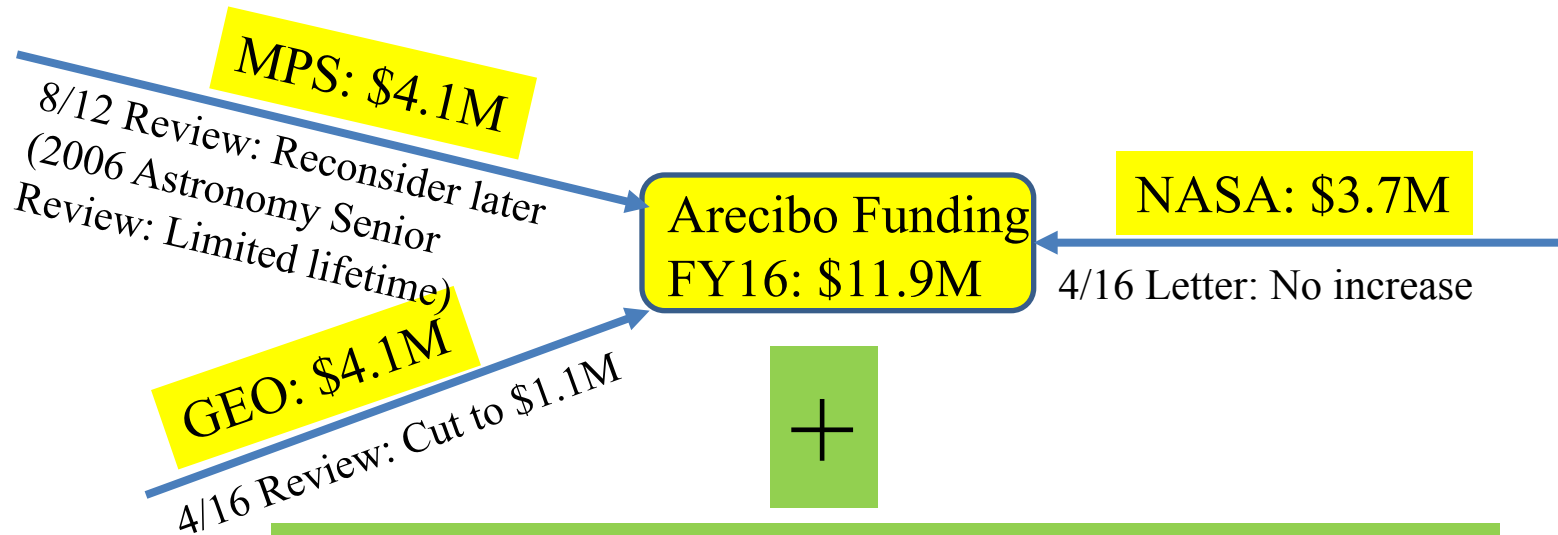 MPS: $4.1M
8/12 Review: Reconsider later
(2006 Astronomy Senior
Review: Limited lifetime)
Arecibo Funding
FY16: $11.9M
NASA: $3.7M
4/16 Letter: No increase
GEO: $4.1M
4/16 Review: Cut to $1.1M
+